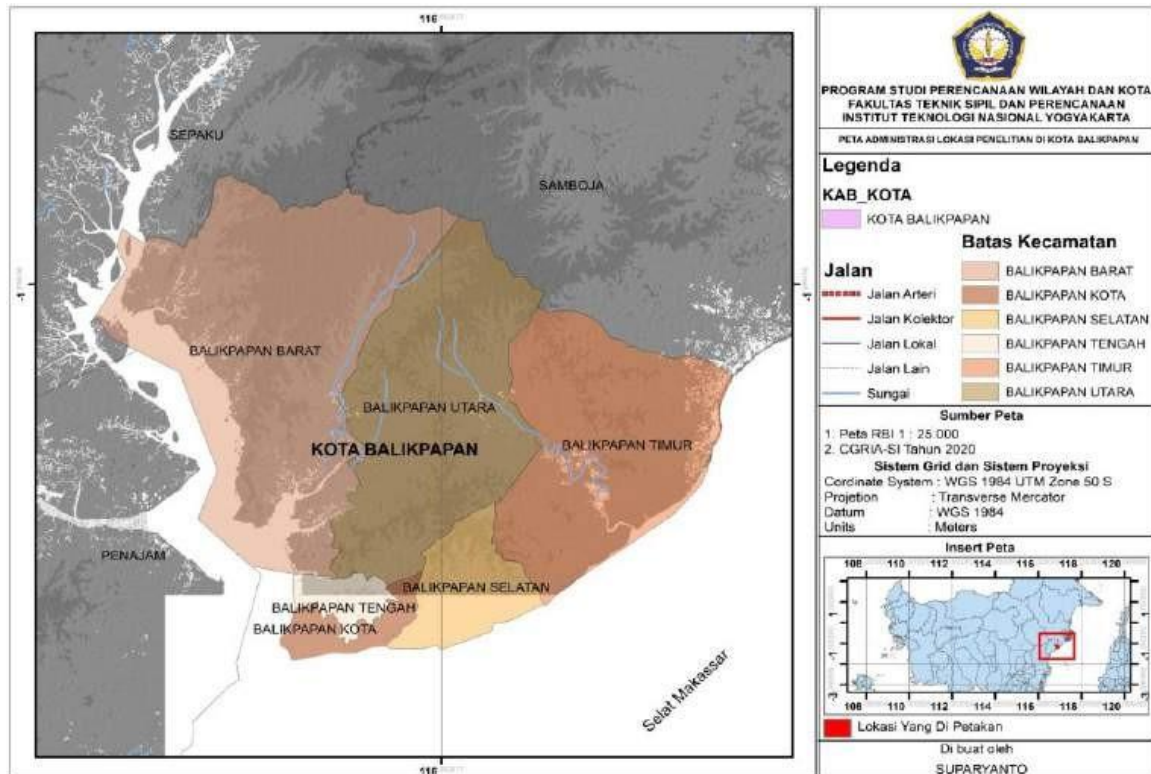 116
SEPAKU
SAMBOJA
-1
-1
BALIKPAPAN BARAT
BALIKPAPAN UTARA
KOTA BALIKPAPAN
BALIKPAPAN TIMUR
PENAJAM
BALIKPAPAN SELATAN
BALIKPAPAN TENGAH
BALIKPAPAN KOTA
Selat Makassar
116
PROGRAM STUDI PERENCANAAN WILAYAH DAN KOTA
FAKULTAS TEKNIK SIPIL DAN PERENCANAAN
INSTITUT TEKNOLOGI NASIONAL YOGYAKARTA
PETA ADMINISTRASI LOKASI PENELITIAN DI KOTA BALIKPAPAN
Legenda
KAB_KOTA
KOTA BALIKPAPAN
Batas Kecamatan
Jalan
BALIKPAPAN BARAT
Jalan Arteri
BALIKPAPAN KOTA
Jalan Kolektor
BALIKPAPAN SELATAN
Jalan Lokal
BALIKPAPAN TENGAH
Jalan Lain
BALIKPAPAN TIMUR
Sungai
BALIKPAPAN UTARA
Sumber Peta
1. Peta RBI 1 : 25.000
2. CGRIA-SI Tahun 2020
Sistem Grid dan Sistem Proyeksi
Cordinate System : WGS 1984 UTM Zone 50 S
Projetion : Transverse Mercator
Datum : WGS 1984
Units : Meters
Insert Peta
108 110 112 114 116 118 120
-1 -1
-3 -3
108 110 112 114 116 118 120
Lokasi Yang Di Petakan
Di buat oleh
SUPARYANTO